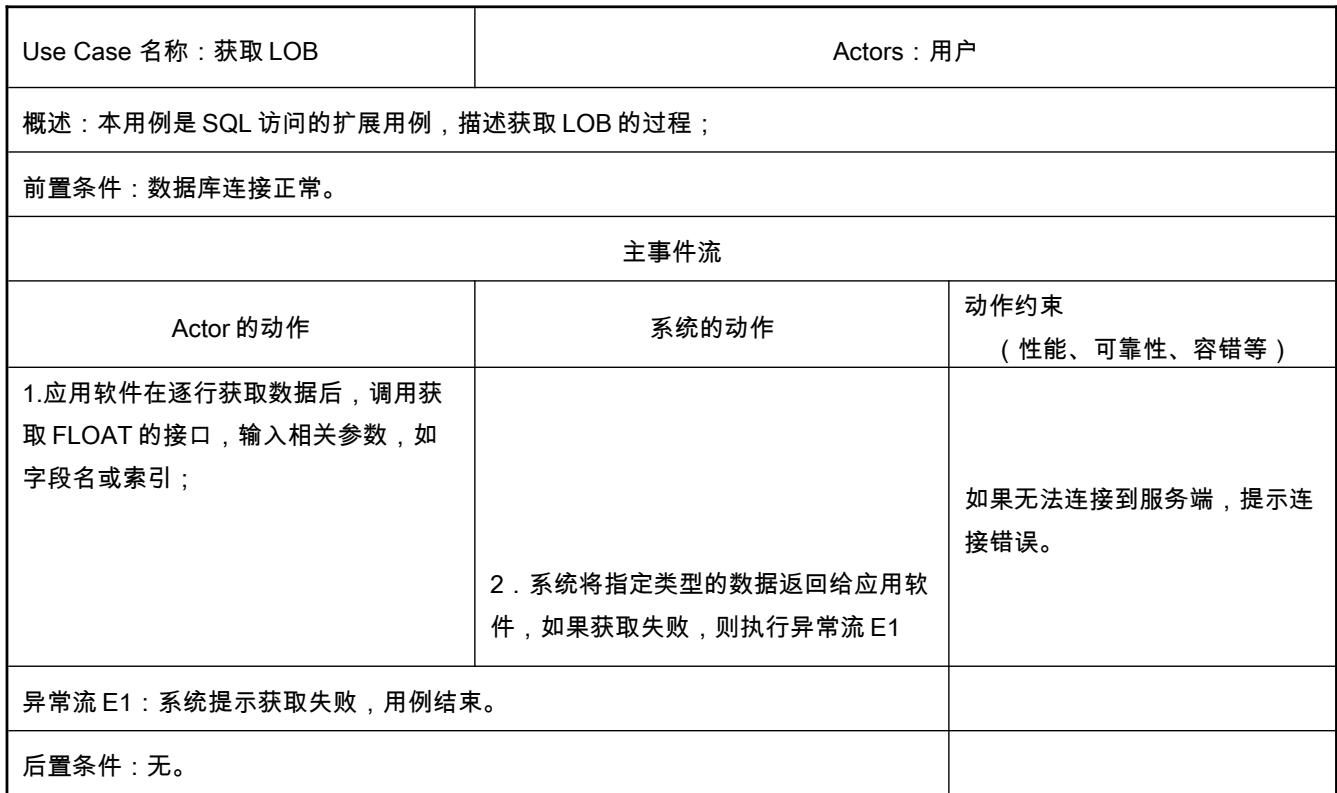 Use Case 名称：获取 LOB
Actors：用户
概述：本用例是 SQL 访问的扩展用例，描述获取 LOB 的过程；
前置条件：数据库连接正常。
主事件流
Actor 的动作
系统的动作
动作约束
（性能、可靠性、容错等）
1.应用软件在逐行获取数据后，调用获
取 FLOAT 的接口，输入相关参数，如
字段名或索引；
2．系统将指定类型的数据返回给应用软
件，如果获取失败，则执行异常流 E1
如果无法连接到服务端，提示连
接错误。
异常流 E1：系统提示获取失败，用例结束。
后置条件：无。